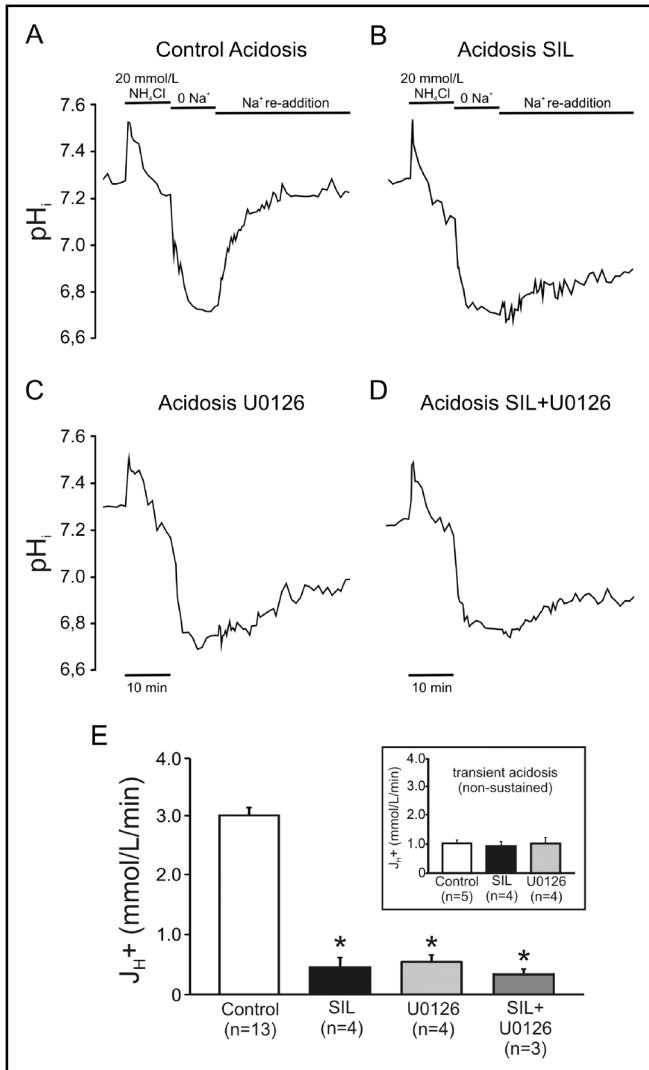 A
Control Acidosis
20 mmol/L
NH₄Cl
0 Na⁺
Na⁺ re-addition
7.6
7.4
7.2
7.0
6.8
6,6
pHᵢ
B
Acidosis SIL
20 mmol/L
NH₄Cl
0 Na⁺
Na⁺ re-addition
C
Acidosis U0126
7.6
7.4
7.2
7.0
6.8
6,6
pHᵢ
10 min
D
Acidosis SIL+U0126
10 min
E
J_H+ (mmol/L/min)
4.0
3.0
2.0
1.0
0
*
*
*
Control
(n=13)
SIL
(n=4)
U0126
(n=4)
SIL+
U0126
(n=3)
transient acidosis
(non-sustained)
J_H+ (mmol/L/min)
4.0
3.0
2.0
1.0
0
Control
(n=5)
SIL
(n=4)
U0126
(n=4)